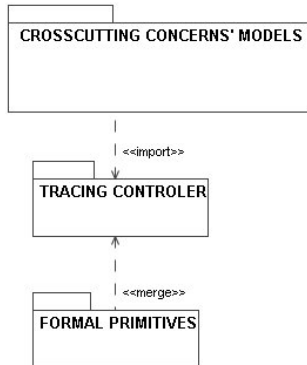 CROSSCUTTING CONCERNS' MODELS
<<import>>
TRACING CONTROLER
<<merge>>
FORMAL PRIMITIVES